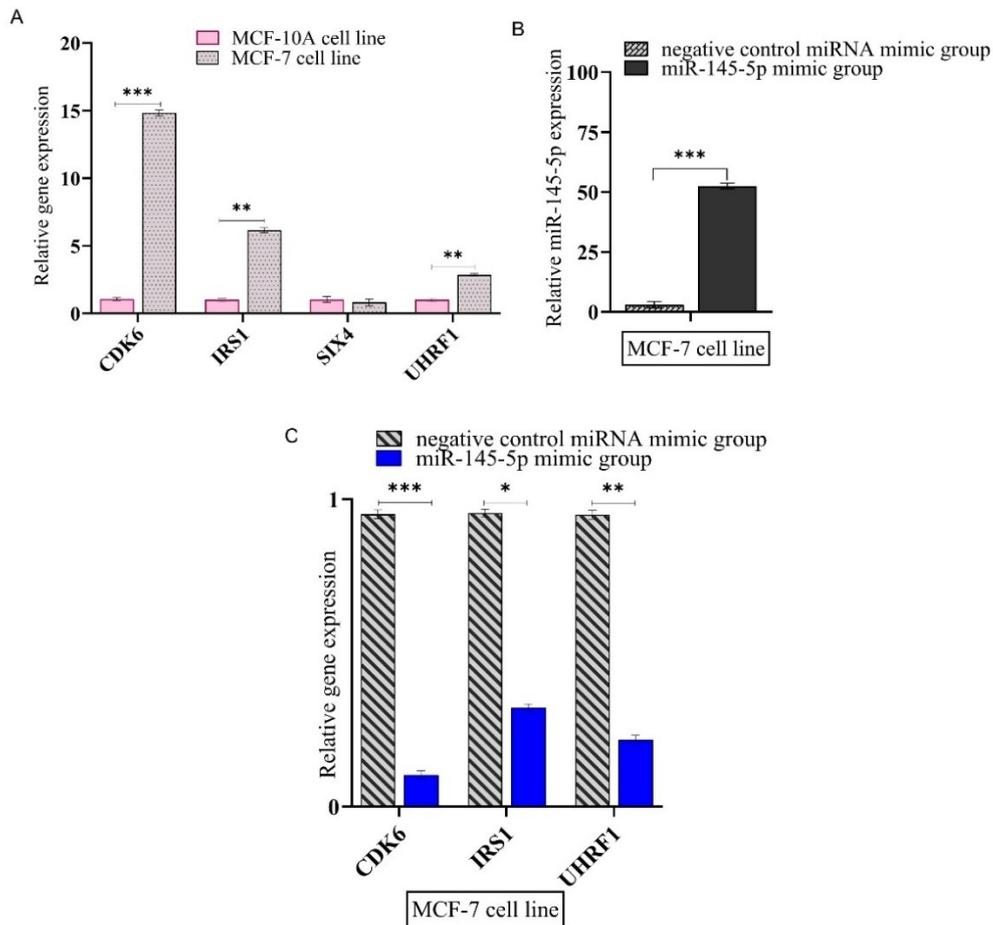 A
MCF-10A cell line
MCF-7 cell line
Relative gene expression
20
15
10
5
0
***
**
**
CDK6
IRS1
SIX4
UHRF1
B
negative control miRNA mimic group
miR-145-5p mimic group
Relative miR-145-5p expression
100
75
50
25
0
***
MCF-7 cell line
C
negative control miRNA mimic group
miR-145-5p mimic group
Relative gene expression
1
0
***
*
**
CDK6
IRS1
UHRF1
MCF-7 cell line